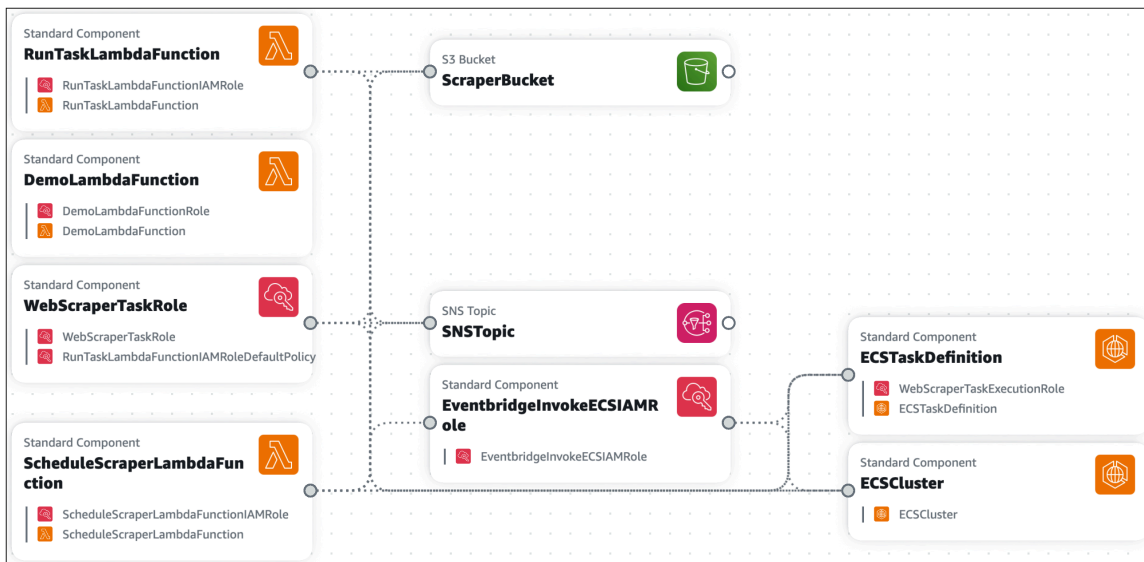 Standard Component
RunTaskLambdaFunction
RunTaskLambdaFunctionIAMRole
RunTaskLambdaFunction
Standard Component
DemoLambdaFunction
DemoLambdaFunctionRole
DemoLambdaFunction
Standard Component
WebScraperTaskRole
WebScraperTaskRole
RunTaskLambdaFunctionIAMRoleDefaultPolicy
Standard Component
ScheduleScraperLambdaFun
ction
ScheduleScraperLambdaFunctionIAMRole
ScheduleScraperLambdaFunction
S3 Bucket
ScraperBucket
SNS Topic
SNSTopic
Standard Component
EventbridgeInvokeECSIAMR
ole
EventbridgeInvokeECSIAMRole
Standard Component
ECSTaskDefinition
WebScraperTaskExecutionRole
ECSTaskDefinition
Standard Component
ECSCluster
ECSCluster